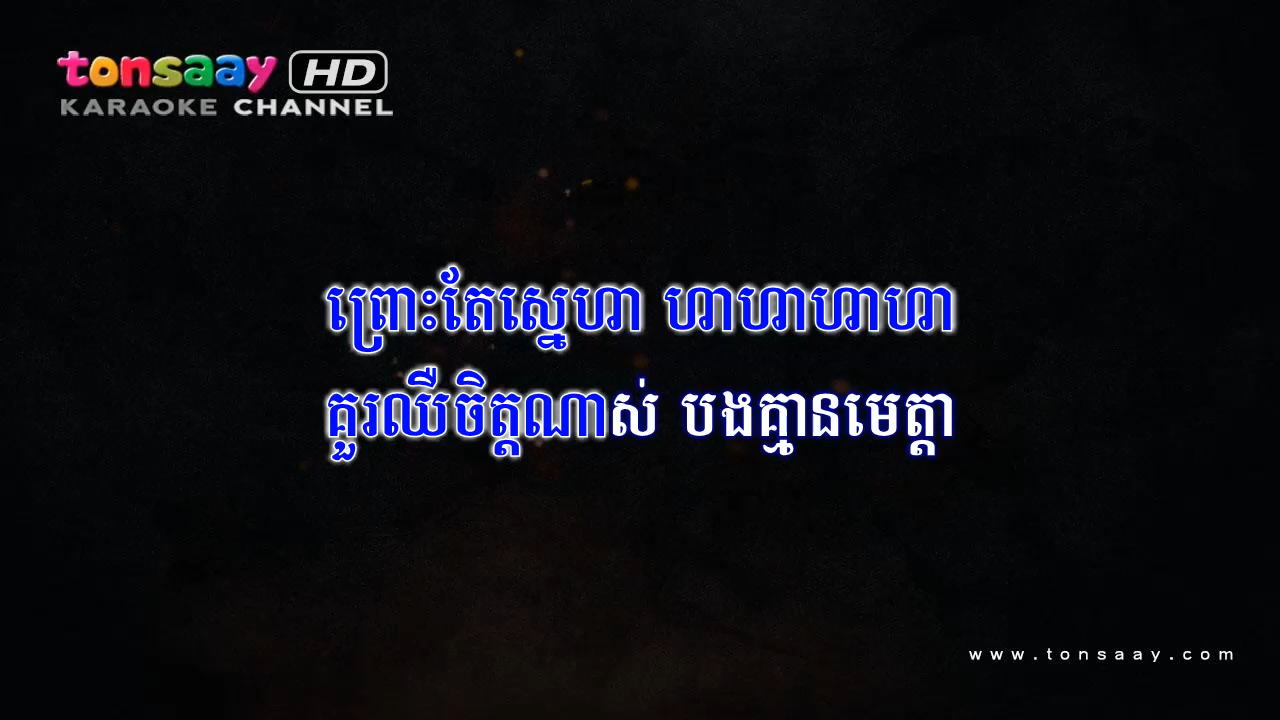 tonsaay HD
KARAOKE CHANNEL
ព្រោះតែស្នេហា ហាហាហាហា
គួរឈឺចិត្តណាស់ បងគ្មានមេត្តា
www.tonsaay.com